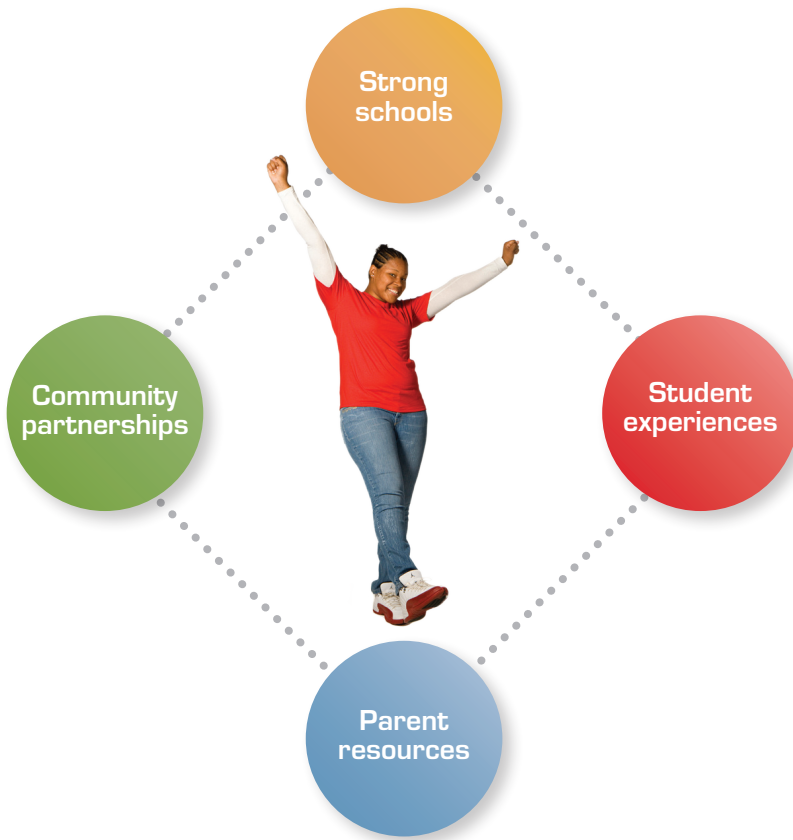 Strong
schools
Community
partnerships
Student
experiences
Parent
resources